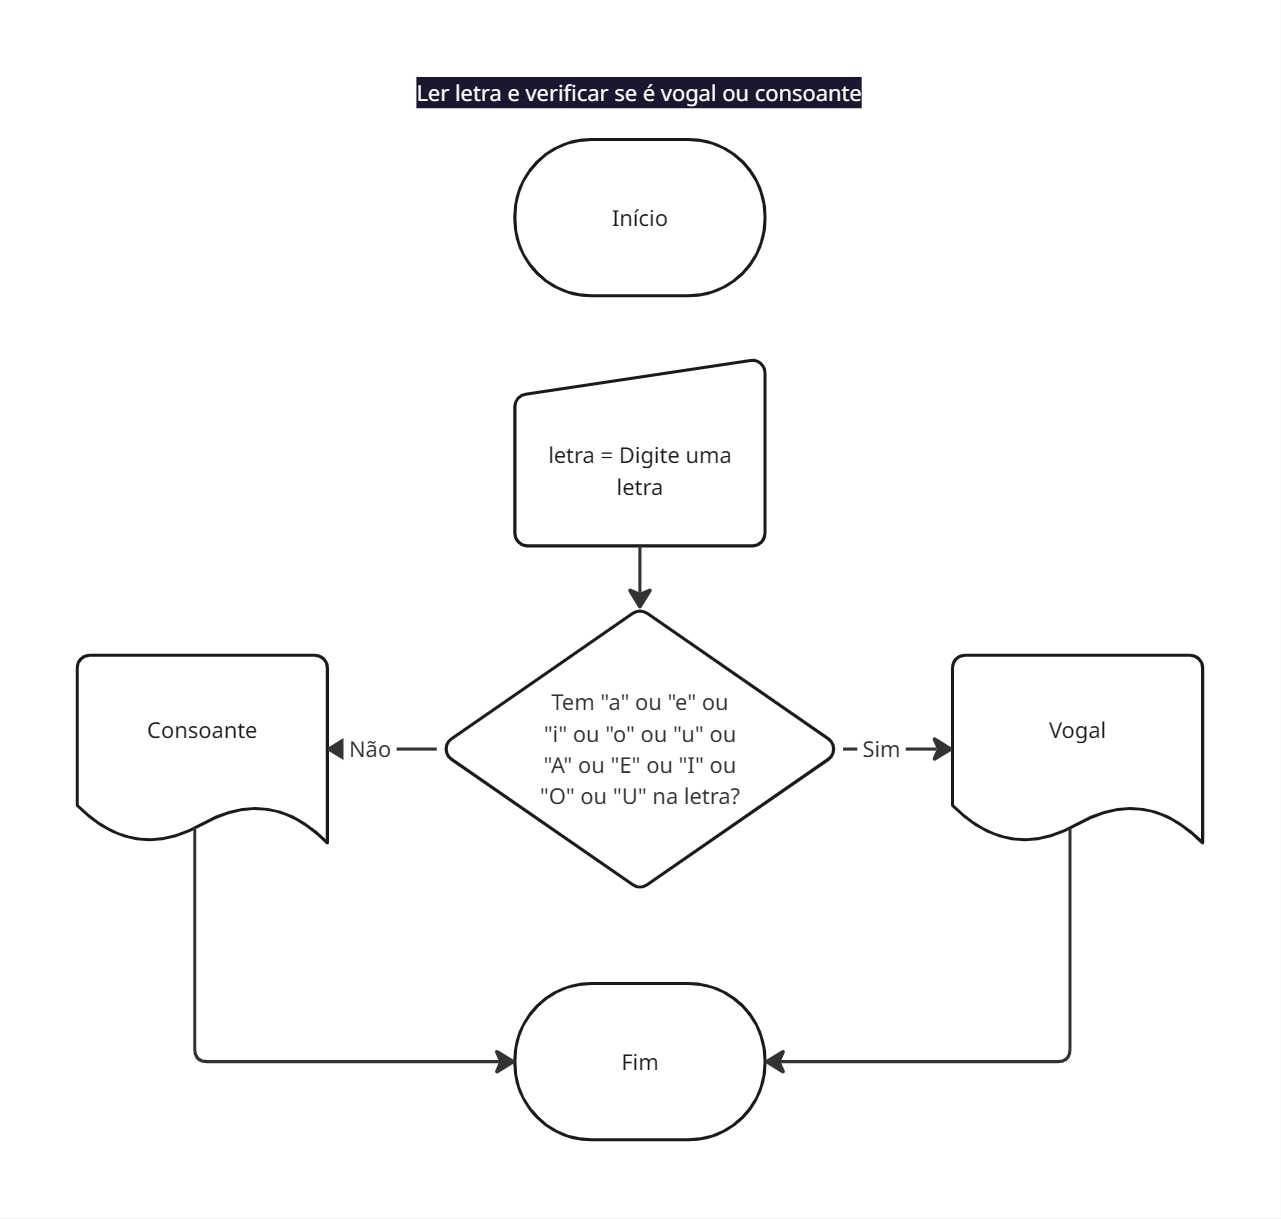 Ler letra e verificar se é vogal ou consoante
Início
letra = Digite uma
letra
Tem "a" ou "e" ou
"i" ou "o" ou "u" ou
"A" ou "E" ou "I" ou
"O" ou "U" na letra?
Consoante
Não
Sim
Vogal
Fim